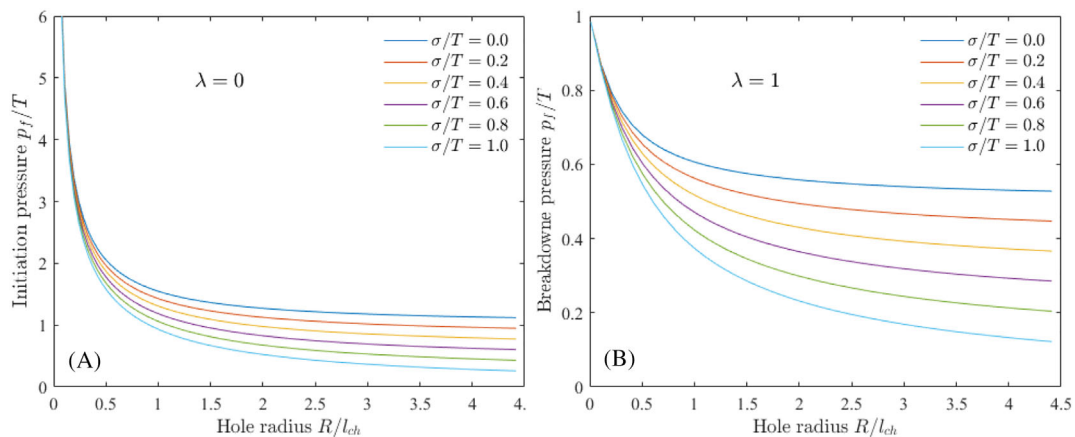 6
5
4
3
2
1
0
Initiation pressure p_f/T
λ = 0
σ/T = 0.0
σ/T = 0.2
σ/T = 0.4
σ/T = 0.6
σ/T = 0.8
σ/T = 1.0
(A)
0 0.5 1 1.5 2 2.5 3 3.5 4 4.
Hole radius R/l_ch
1
0.8
0.6
0.4
0.2
0
Breakdowne pressure p_f/T
λ = 1
σ/T = 0.0
σ/T = 0.2
σ/T = 0.4
σ/T = 0.6
σ/T = 0.8
σ/T = 1.0
(B)
0 0.5 1 1.5 2 2.5 3 3.5 4 4.5
Hole radius R/l_ch